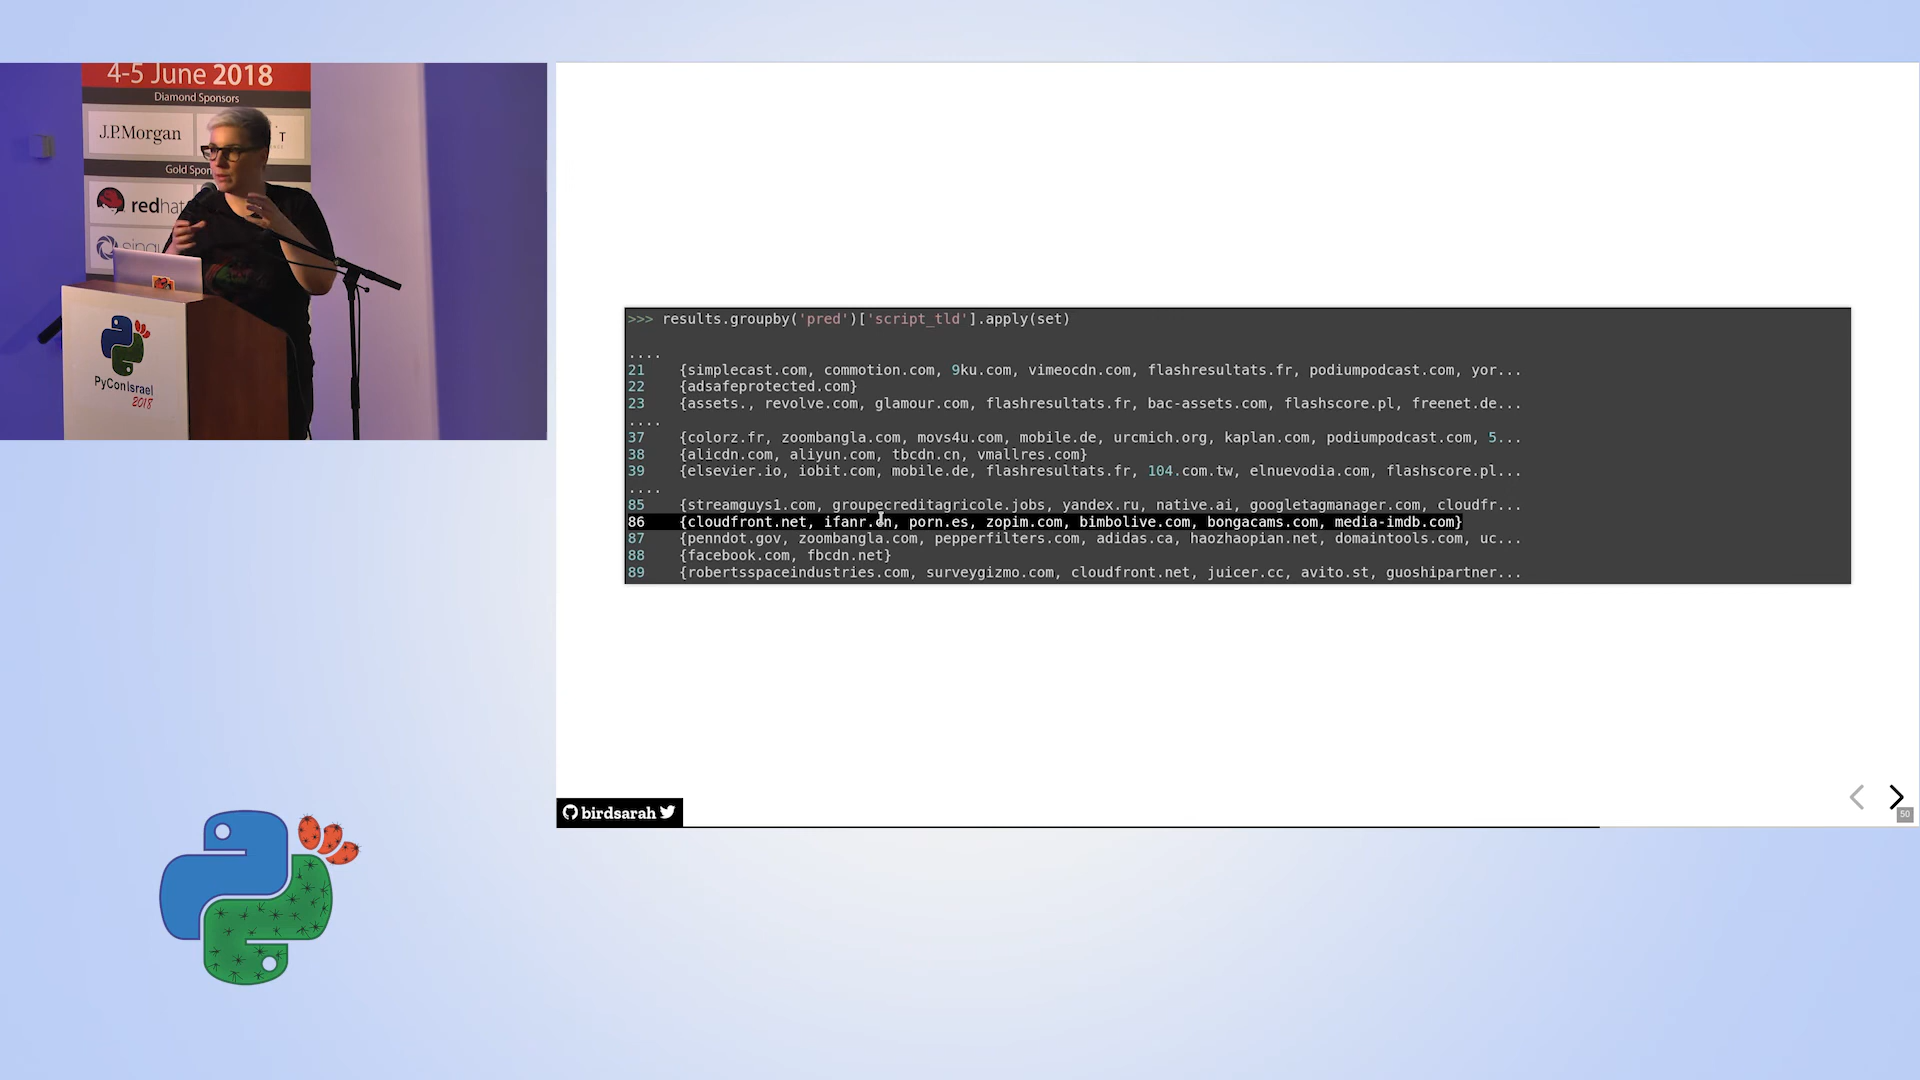 4-5 June 2018
Diamond Sponsors
J.P.Morgan
T
Gold Spon
redhat
singu
PyConIsrael
2018
>>> results.groupby('pred')['script_tld'].apply(set)
....
21 {simplecast.com, commotion.com, 9ku.com, vimeocdn.com, flashresultats.fr, podiumpodcast.com, yor...
22 {adsafeprotected.com}
23 {assets., revolve.com, glamour.com, flashresultats.fr, bac-assets.com, flashscore.pl, freenet.de...
....
37 {colorz.fr, zoombangla.com, movs4u.com, mobile.de, urcmich.org, kaplan.com, podiumpodcast.com, 5...
38 {alicdn.com, aliyun.com, tbcdn.cn, vmallres.com}
39 {elsevier.io, iobit.com, mobile.de, flashresultats.fr, 104.com.tw, elnuevodia.com, flashscore.pl...
....
85 {streamguys1.com, groupecreditagricole.jobs, yandex.ru, native.ai, googletagmanager.com, cloudfr...
86 {cloudfront.net, ifanr.cn, porn.es, zopim.com, bimbolive.com, bongacams.com, media-imdb.com}
87 {penndot.gov, zoombangla.com, pepperfilters.com, adidas.ca, haozhaopian.net, domaintools.com, uc...
88 {facebook.com, fbcdn.net}
89 {robertsspaceindustries.com, surveygizmo.com, cloudfront.net, juicer.cc, avito.st, guoshipartner...
birdsarah
50